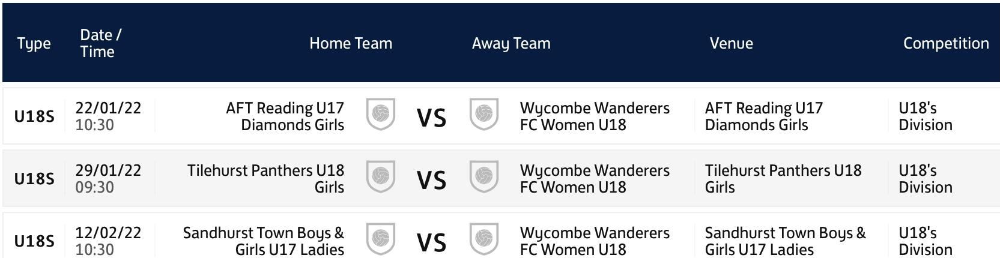 Type Date / Time Home Team Away Team Venue Competition
U18S
22/01/22
10:30
AFT Reading U17
Diamonds Girls
VS
Wycombe Wanderers
FC Women U18
AFT Reading U17
Diamonds Girls
U18's
Division
U18S
29/01/22
09:30
Tilehurst Panthers U18
Girls
VS
Wycombe Wanderers
FC Women U18
Tilehurst Panthers U18
Girls
U18's
Division
U18S
12/02/22
10:30
Sandhurst Town Boys &
Girls U17 Ladies
VS
Wycombe Wanderers
FC Women U18
Sandhurst Town Boys &
Girls U17 Ladies
U18's
Division